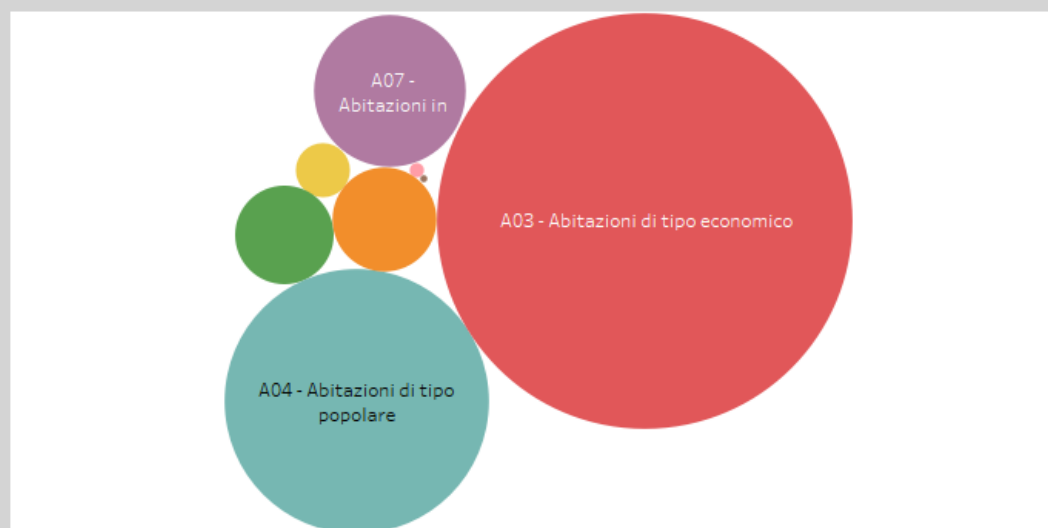 A07 -
Abitazioni in
A03 - Abitazioni di tipo economico
A04 - Abitazioni di tipo
popolare